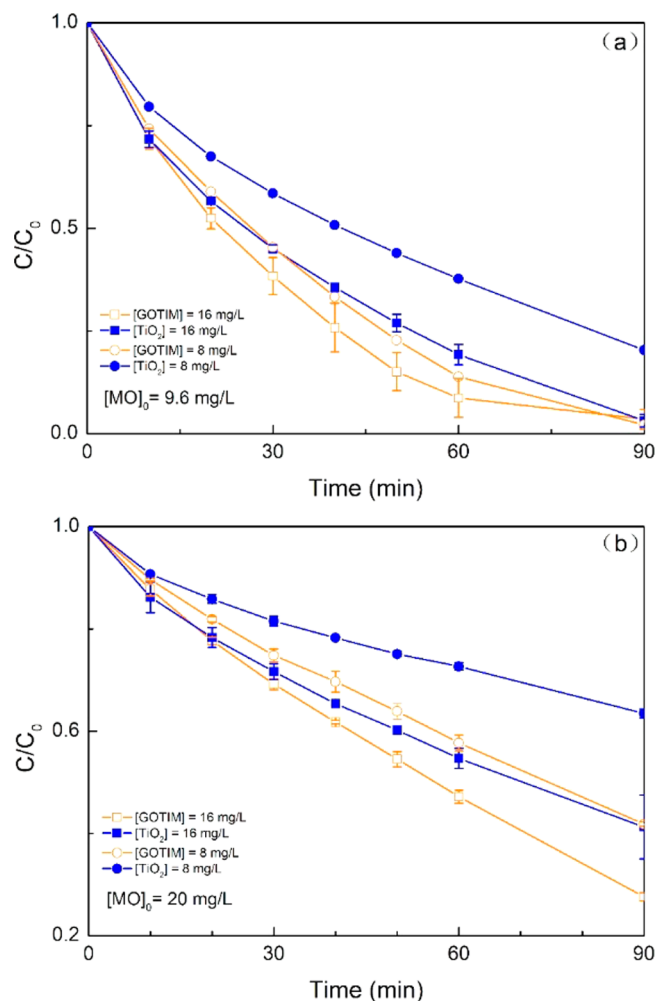 1.0
(a)
C/C₀
0.5
[GOTIM] = 16 mg/L
[TiO₂] = 16 mg/L
[GOTIM] = 8 mg/L
[TiO₂] = 8 mg/L
[MO]₀= 9.6 mg/L
0.0
0 30 60 90
Time (min)
1.0
(b)
C/C₀
0.6
[GOTIM] = 16 mg/L
[TiO₂] = 16 mg/L
[GOTIM] = 8 mg/L
[TiO₂] = 8 mg/L
[MO]₀= 20 mg/L
0.2
0 30 60 90
Time (min)